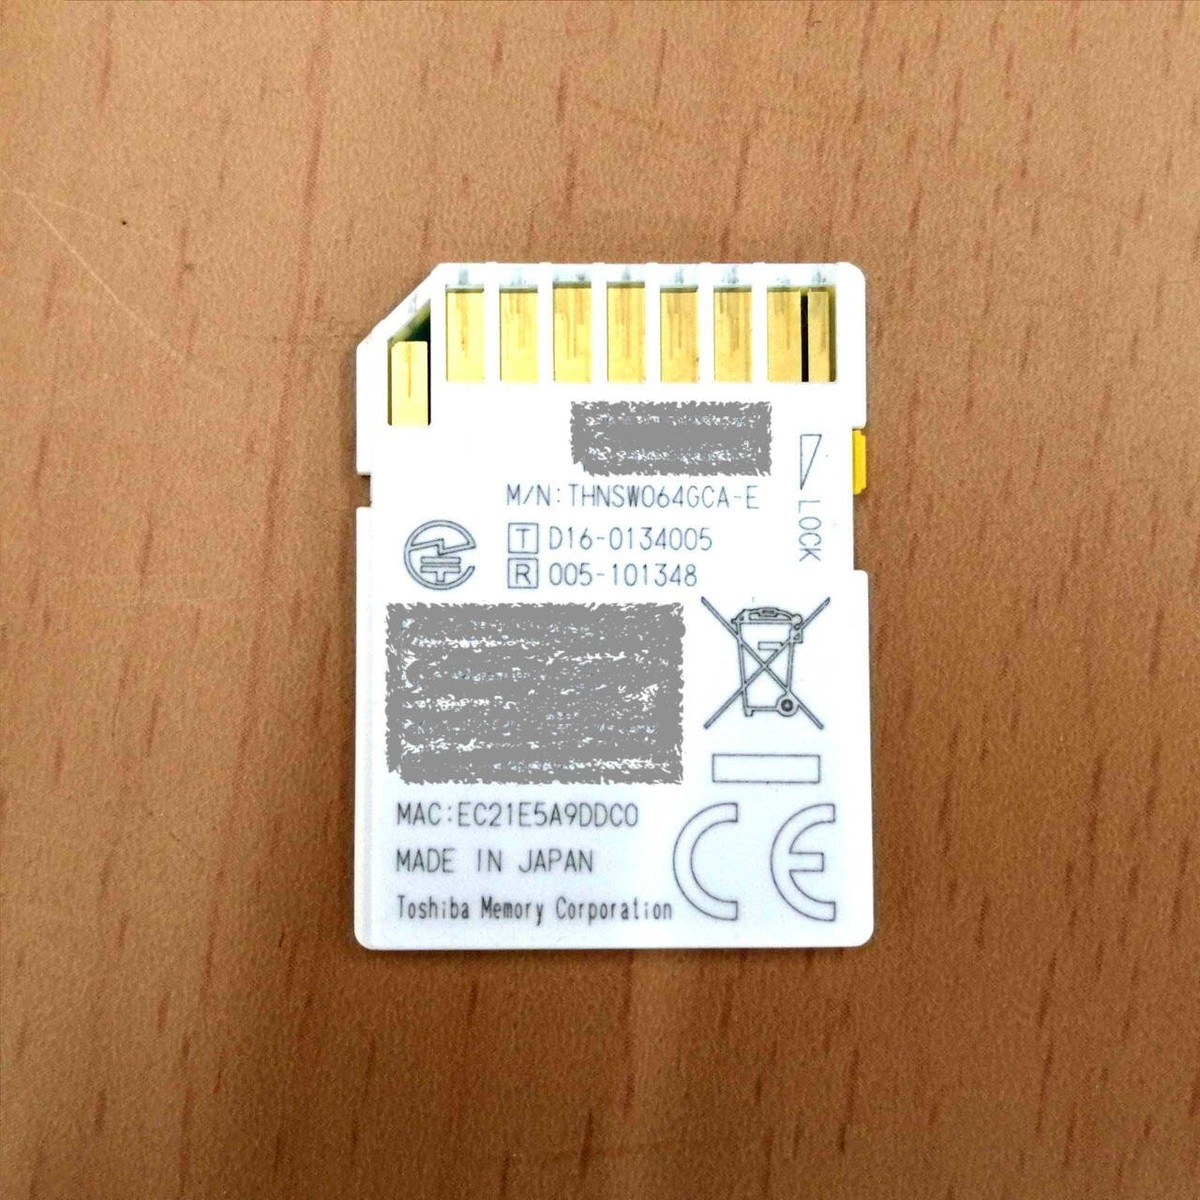 M/N:THNSW064GCA-E
LOCK
T D16-0134005
R 005-101348
MAC:EC21E5A9DDC0
MADE IN JAPAN
Toshiba Memory Corporation
CE